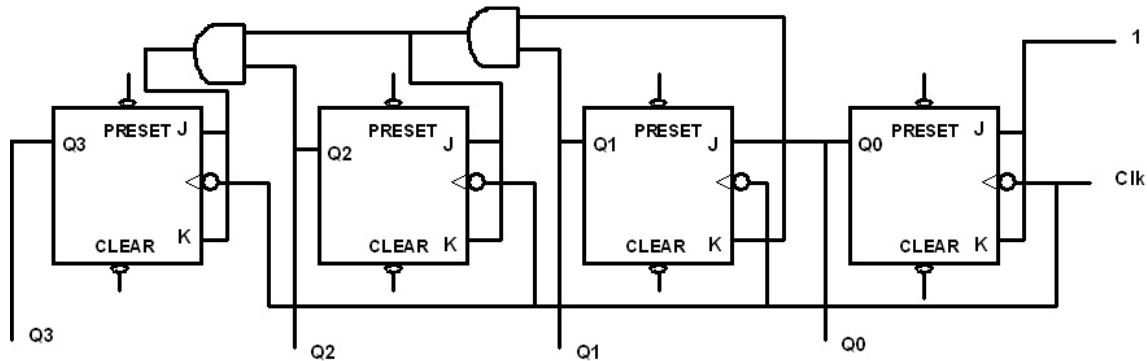 1
PRESET J
PRESET J
PRESET J
PRESET J
Q3
Q2
Q1
Q0
Clk
CLEAR K
CLEAR K
CLEAR K
CLEAR K
Q3
Q2
Q1
Q0